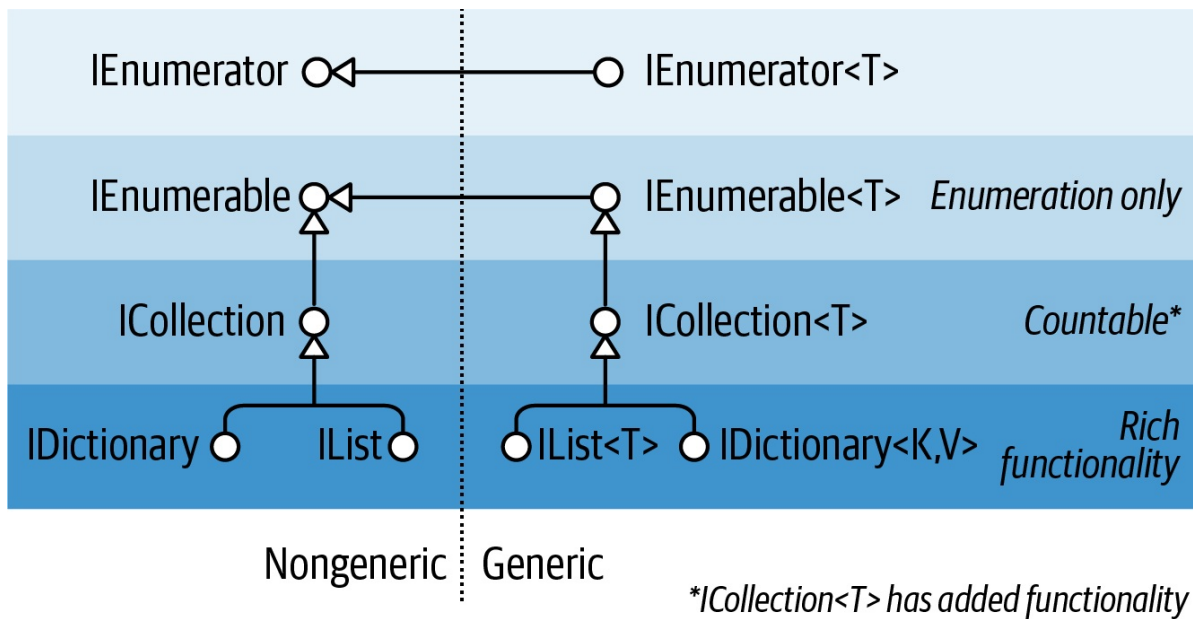 IEnumerator IEnumerator<T>
IEnumerable IEnumerable<T> Enumeration only
ICollection ICollection<T> Countable*
IDictionary IList IList<T> IDictionary<K,V> Rich
functionality
Nongeneric Generic
*ICollection<T> has added functionality